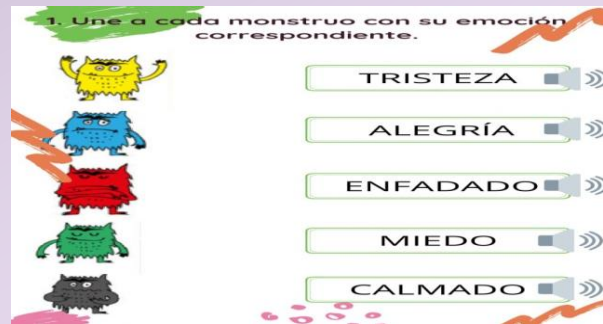 1. Une a cada monstruo con su emoción
correspondiente.
TRISTEZA
ALEGRÍA
ENFADADO
MIEDO
CALMADO